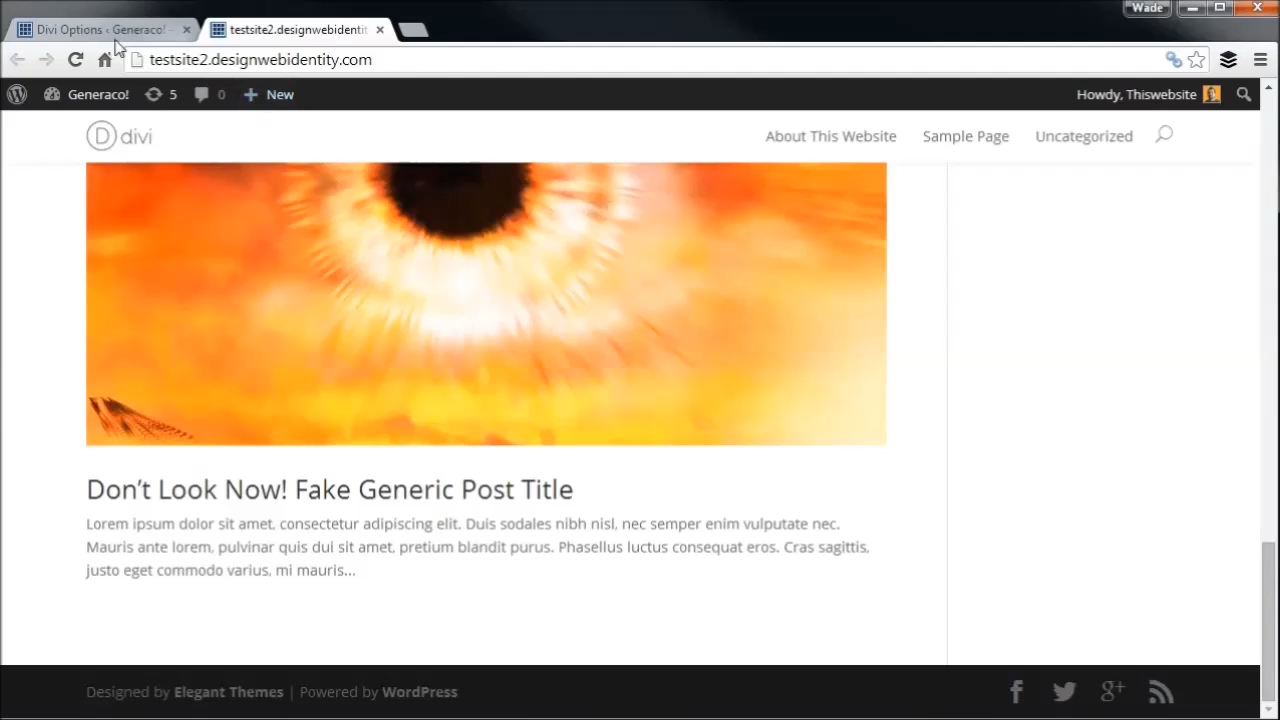 Wade
Divi Options ‹ Generaco! –
testsite2.designwebidentit
testsite2.designwebidentity.com
Generaco! 5 0 + New
Howdy, Thiswebsite
D divi
About This Website Sample Page Uncategorized
Don't Look Now! Fake Generic Post Title
Lorem ipsum dolor sit amet, consectetur adipiscing elit. Duis sodales nibh nisl, nec semper enim vulputate nec.
Mauris ante lorem, pulvinar quis dui sit amet, pretium blandit purus. Phasellus luctus consequat eros. Cras sagittis,
justo eget commodo varius, mi mauris...
Designed by Elegant Themes | Powered by WordPress